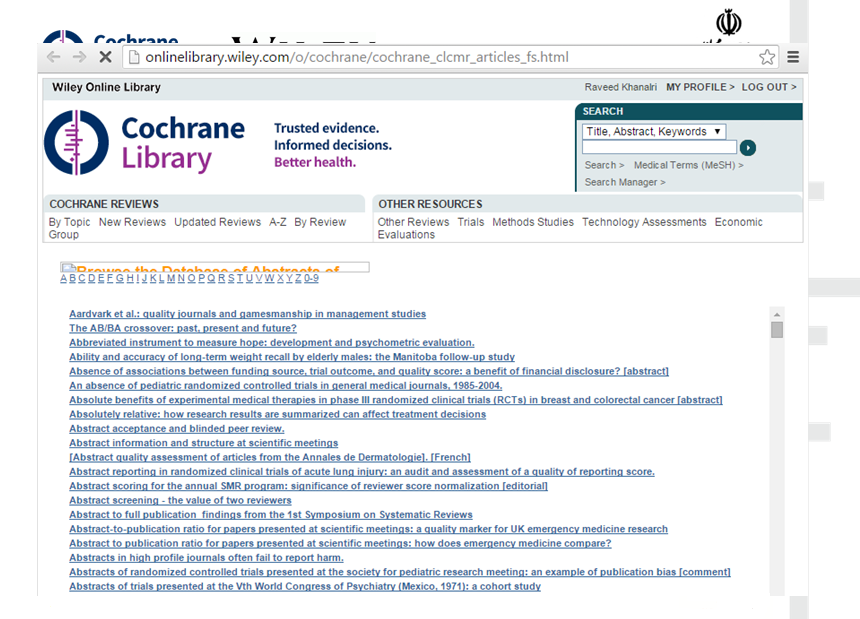 Cochrane
onlinelibrary.wiley.com/o/cochrane/cochrane_clcmr_articles_fs.html
Wiley Online Library
Raveed Khanalri MY PROFILE > LOG OUT >
Cochrane
Library
Trusted evidence.
Informed decisions.
Better health.
SEARCH
Title, Abstract, Keywords
Search > Medical Terms (MeSH) >
Search Manager >
COCHRANE REVIEWS
By Topic New Reviews Updated Reviews A-Z By Review
Group
OTHER RESOURCES
Other Reviews Trials Methods Studies Technology Assessments Economic
Evaluations
Browse the Database of Abstracts of
A B C D E F G H I J K L M N O P Q R S T U V W X Y Z 0-9
Aardvark et al.: quality journals and gamesmanship in management studies
The AB/BA crossover: past, present and future?
Abbreviated instrument to measure hope: development and psychometric evaluation.
Ability and accuracy of long-term weight recall by elderly males: the Manitoba follow-up study
Absence of associations between funding source, trial outcome, and quality score: a benefit of financial disclosure? [abstract]
An absence of pediatric randomized controlled trials in general medical journals, 1985-2004.
Absolute benefits of experimental medical therapies in phase III randomized clinical trials (RCTs) in breast and colorectal cancer [abstract]
Absolutely relative: how research results are summarized can affect treatment decisions
Abstract acceptance and blinded peer review.
Abstract information and structure at scientific meetings
[Abstract quality assessment of articles from the Annales de Dermatologie]. [French]
Abstract reporting in randomized clinical trials of acute lung injury: an audit and assessment of a quality of reporting score.
Abstract scoring for the annual SMR program: significance of reviewer score normalization [editorial]
Abstract screening - the value of two reviewers
Abstract to full publication findings from the 1st Symposium on Systematic Reviews
Abstract-to-publication ratio for papers presented at scientific meetings: a quality marker for UK emergency medicine research
Abstract to publication ratio for papers presented at scientific meetings: how does emergency medicine compare?
Abstracts in high profile journals often fail to report harm.
Abstracts of randomized controlled trials presented at the society for pediatric research meeting: an example of publication bias [comment]
Abstracts of trials presented at the Vth World Congress of Psychiatry (Mexico, 1971): a cohort study